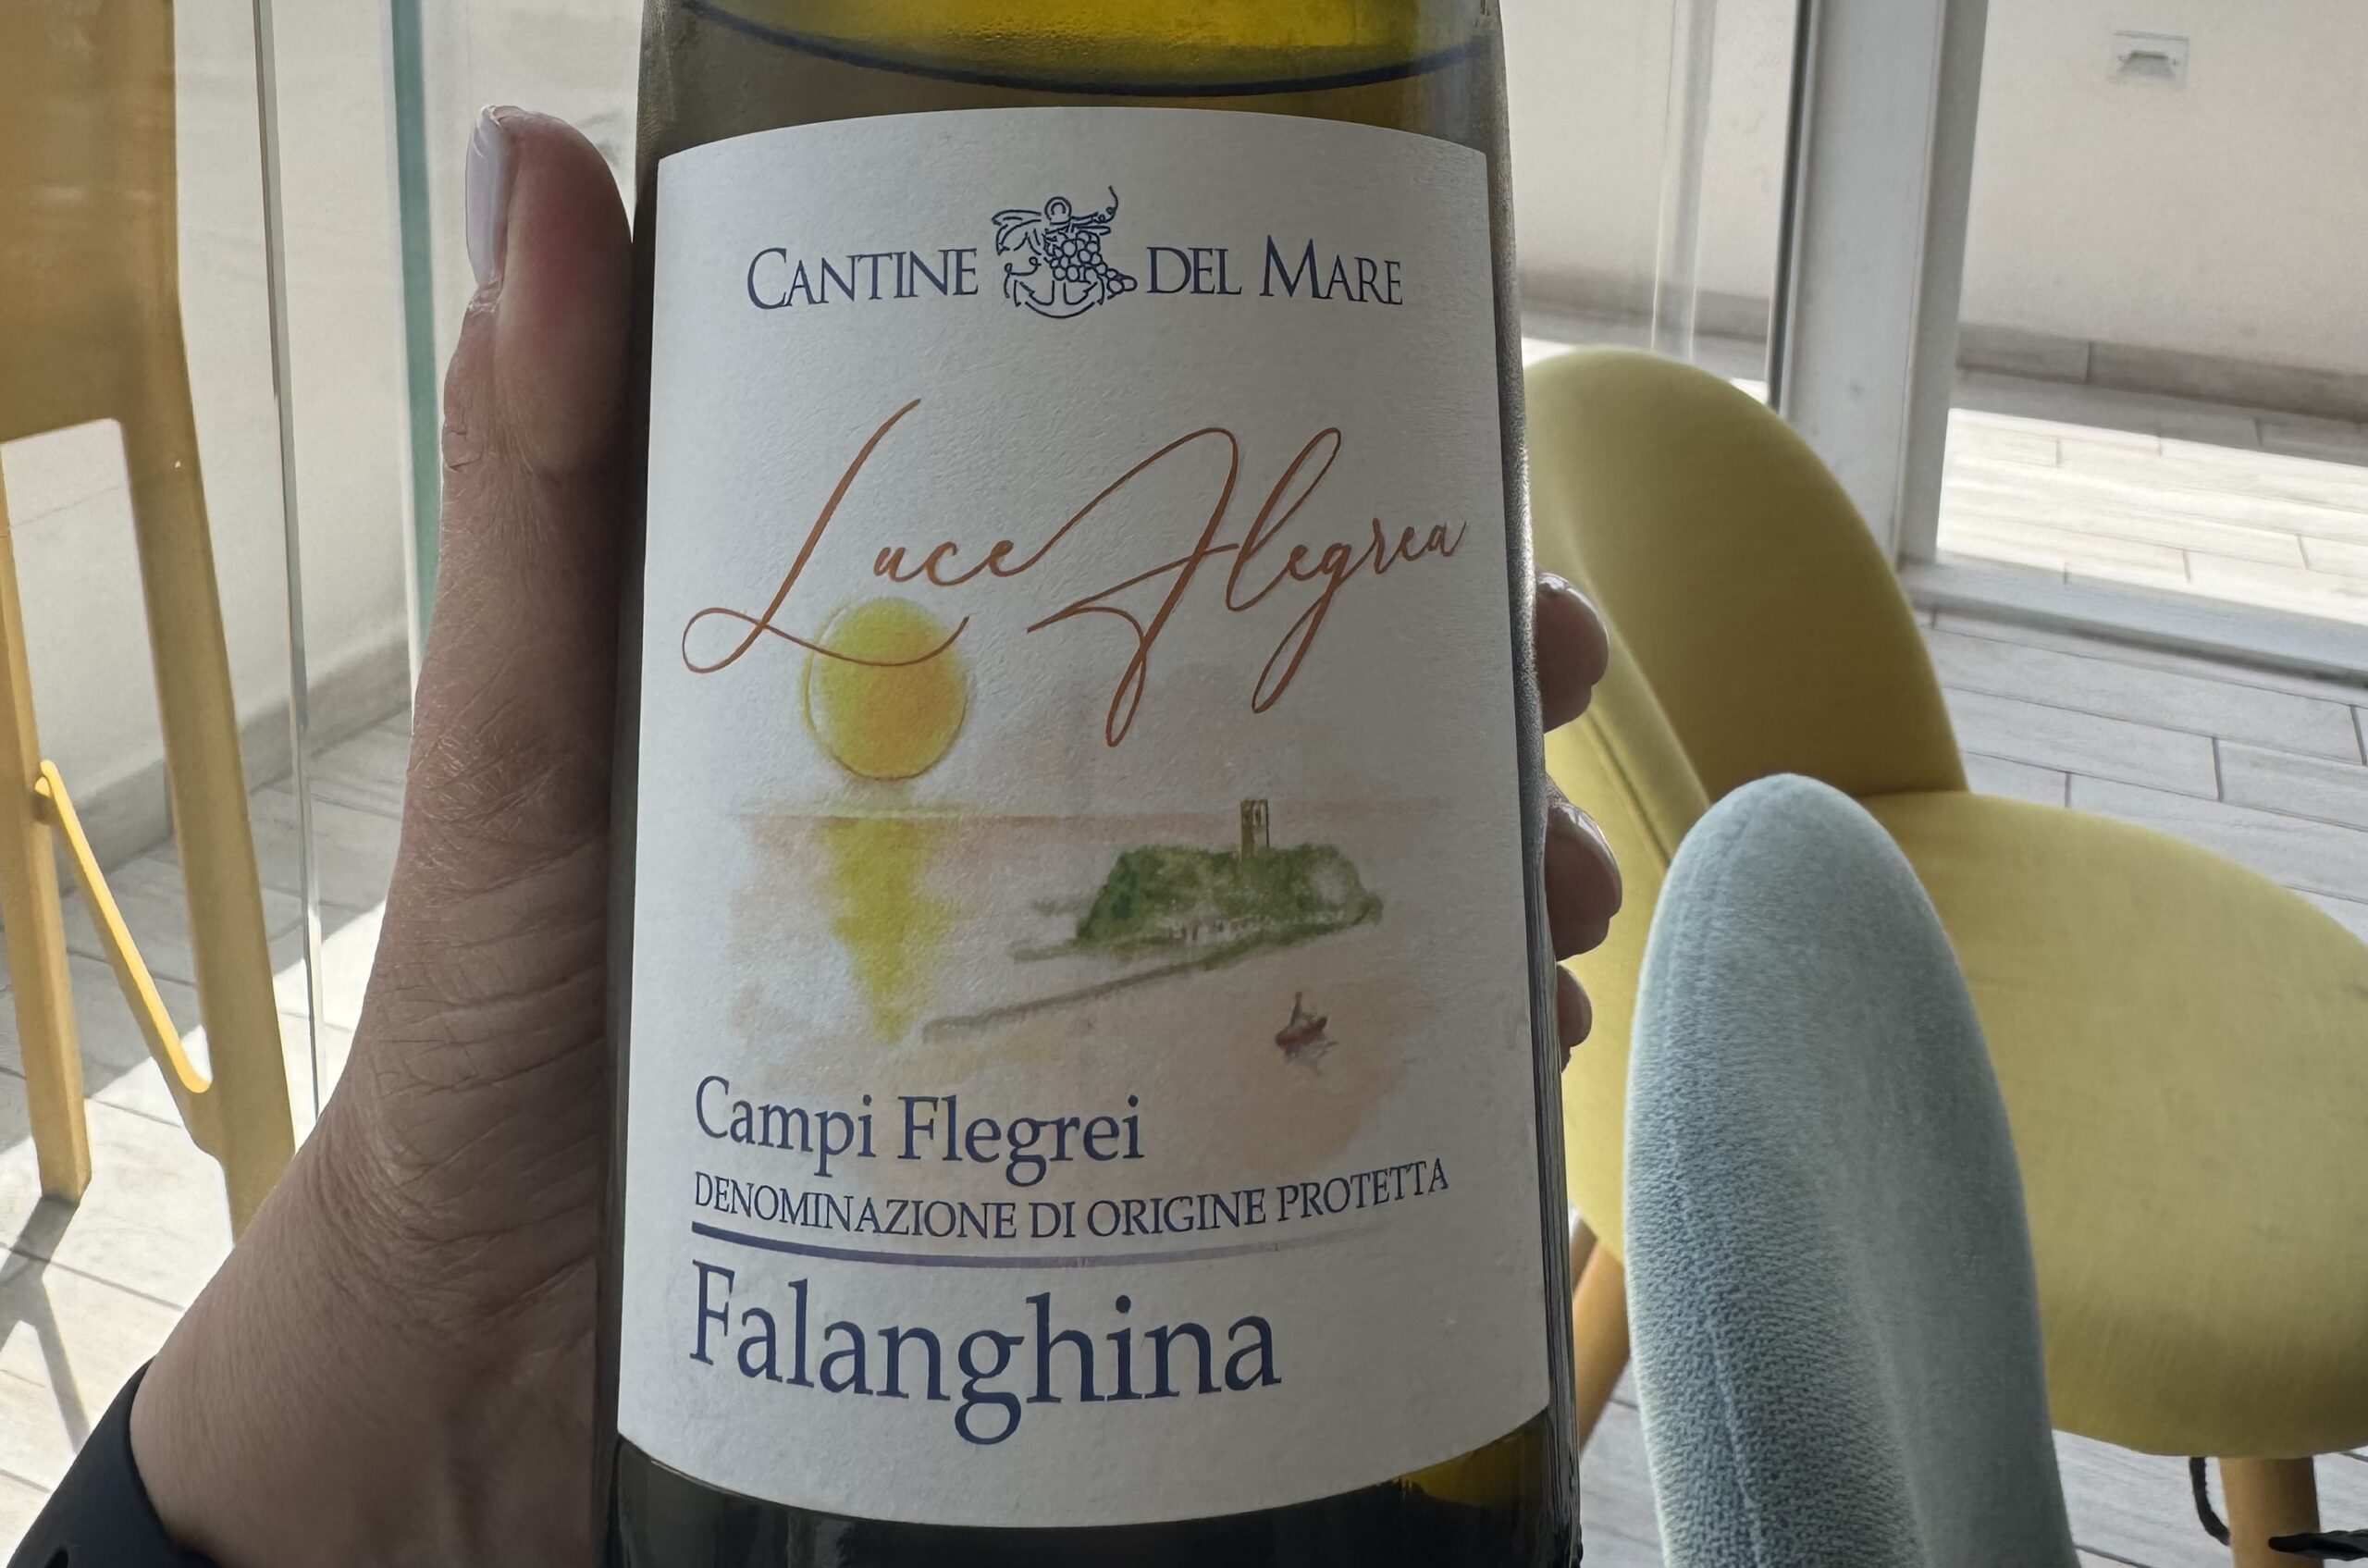 CANTINE DEL MARE
Luce Flegrea
Campi Flegrei
DENOMINAZIONE DI ORIGINE PROTETTA
Falanghina